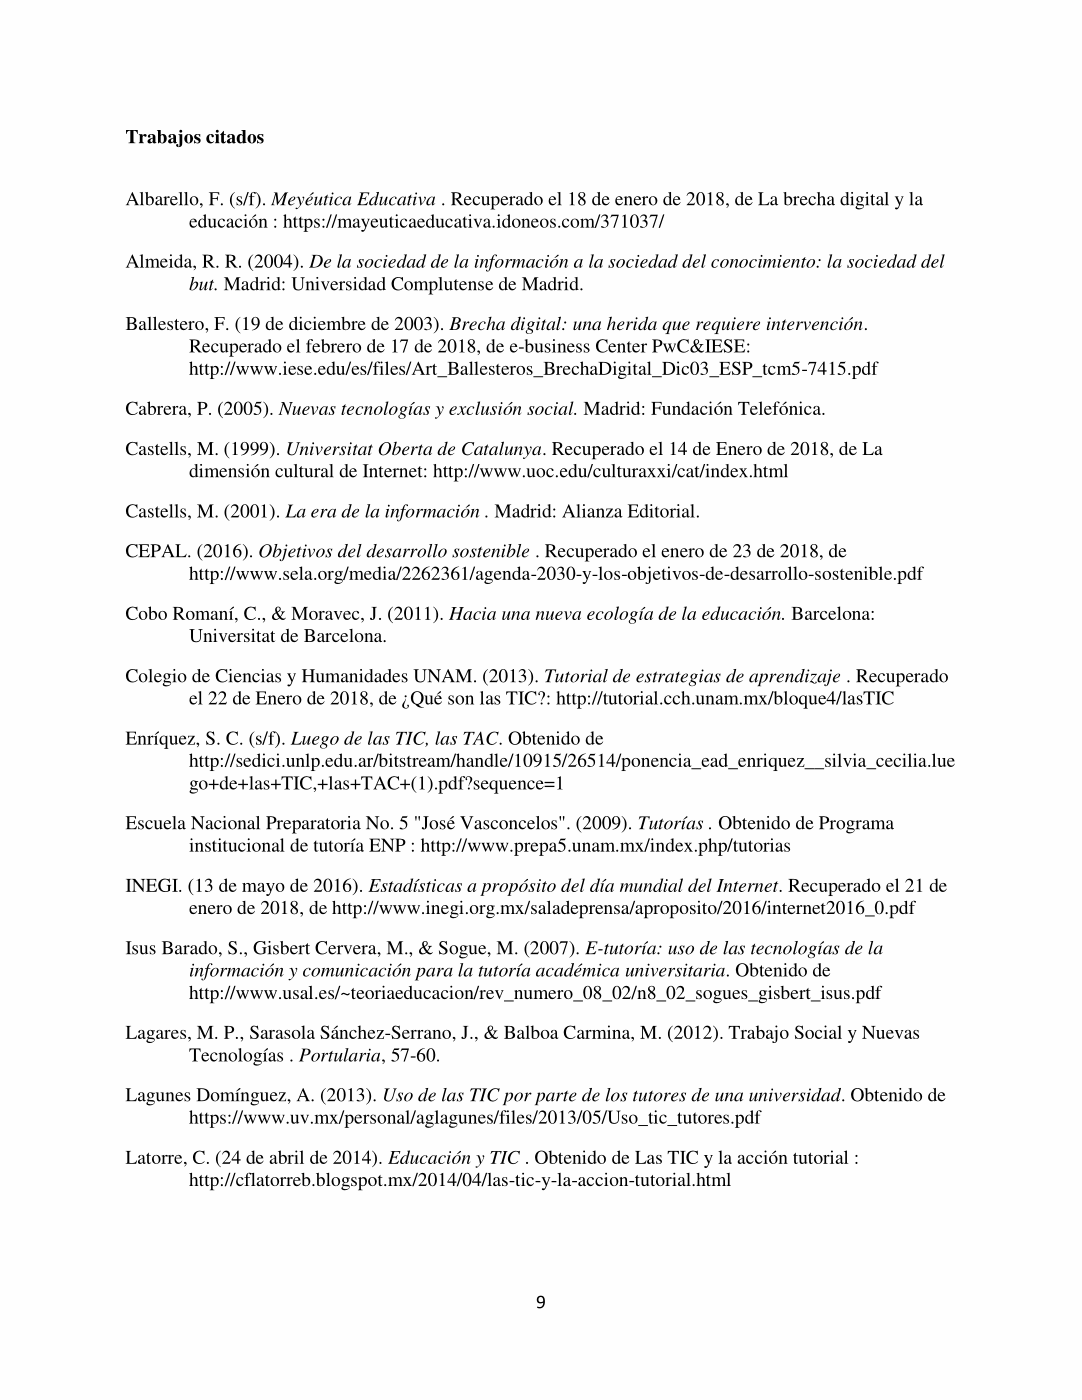 Trabajos citados
Albarello, F. (s/f). Meyéutica Educativa . Recuperado el 18 de enero de 2018, de La brecha digital y la
educación : https://mayeuticaeducativa.idoneos.com/371037/
Almeida, R. R. (2004). De la sociedad de la información a la sociedad del conocimiento: la sociedad del
but. Madrid: Universidad Complutense de Madrid.
Ballestero, F. (19 de diciembre de 2003). Brecha digital: una herida que requiere intervención.
Recuperado el febrero de 17 de 2018, de e-business Center PwC&IESE:
http://www.iese.edu/es/files/Art_Ballesteros_BrechaDigital_Dic03_ESP_tcm5-7415.pdf
Cabrera, P. (2005). Nuevas tecnologías y exclusión social. Madrid: Fundación Telefónica.
Castells, M. (1999). Universitat Oberta de Catalunya. Recuperado el 14 de Enero de 2018, de La
dimensión cultural de Internet: http://www.uoc.edu/culturaxxi/cat/index.html
Castells, M. (2001). La era de la información . Madrid: Alianza Editorial.
CEPAL. (2016). Objetivos del desarrollo sostenible . Recuperado el enero de 23 de 2018, de
http://www.sela.org/media/2262361/agenda-2030-y-los-objetivos-de-desarrollo-sostenible.pdf
Cobo Romaní, C., & Moravec, J. (2011). Hacia una nueva ecología de la educación. Barcelona:
Universitat de Barcelona.
Colegio de Ciencias y Humanidades UNAM. (2013). Tutorial de estrategias de aprendizaje . Recuperado
el 22 de Enero de 2018, de ¿Qué son las TIC?: http://tutorial.cch.unam.mx/bloque4/lasTIC
Enríquez, S. C. (s/f). Luego de las TIC, las TAC. Obtenido de
http://sedici.unlp.edu.ar/bitstream/handle/10915/26514/ponencia_ead_enriquez__silvia_cecilia.lue
go+de+las+TIC,+las+TAC+(1).pdf?sequence=1
Escuela Nacional Preparatoria No. 5 "José Vasconcelos". (2009). Tutorías . Obtenido de Programa
institucional de tutoría ENP : http://www.prepa5.unam.mx/index.php/tutorias
INEGI. (13 de mayo de 2016). Estadísticas a propósito del día mundial del Internet. Recuperado el 21 de
enero de 2018, de http://www.inegi.org.mx/saladeprensa/aproposito/2016/internet2016_0.pdf
Isus Barado, S., Gisbert Cervera, M., & Sogue, M. (2007). E-tutoría: uso de las tecnologías de la
información y comunicación para la tutoría académica universitaria. Obtenido de
http://www.usal.es/~teoriaeducacion/rev_numero_08_02/n8_02_sogues_gisbert_isus.pdf
Lagares, M. P., Sarasola Sánchez-Serrano, J., & Balboa Carmina, M. (2012). Trabajo Social y Nuevas
Tecnologías . Portularia, 57-60.
Lagunes Domínguez, A. (2013). Uso de las TIC por parte de los tutores de una universidad. Obtenido de
https://www.uv.mx/personal/aglagunes/files/2013/05/Uso_tic_tutores.pdf
Latorre, C. (24 de abril de 2014). Educación y TIC . Obtenido de Las TIC y la acción tutorial :
http://cflatorreb.blogspot.mx/2014/04/las-tic-y-la-accion-tutorial.html
9